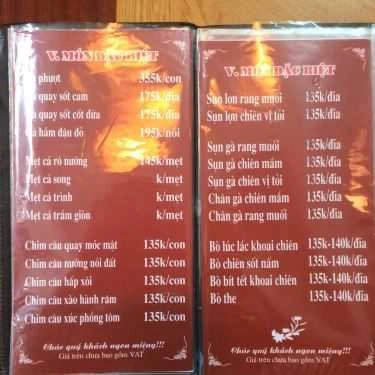 V. MÓN ĐẶC BIỆT
phượt 355k/con
quay sốt cam 175k/đĩa
quay sốt cốt dừa 175k/đĩa
Gà hầm đậu đỏ 195k/nồi
Mẹt cá rô nướng 145k/mẹt
Mẹt cá song k/mẹt
Mẹt cá trình k/mẹt
Mẹt cá trắm giòn k/mẹt
Chim câu quay móc mật 135k/con
Chim câu nướng nồi đất 135k/con
Chim câu hấp xôi 135k/con
Chim câu xào hành răm 135k/con
Chim câu xúc phồng tôm 135k/con
Chúc quý khách ngon miệng!!!
Giá trên chưa bao gồm VAT
V. MÓN ĐẶC BIỆT
Sụn lợn rang muối 135k/đĩa
Sụn lợn chiên vị tỏi 135k/đĩa
Sụn gà rang muối 135k/đĩa
Sụn gà chiên mắm 135k/đĩa
Sụn gà chiên vị tỏi 135k/đĩa
Chân gà chiên mắm 135k/đĩa
Chân gà rang muối 135k/đĩa
Bò lúc lắc khoai chiên 135k-140k/đĩa
Bò chiên sốt nấm 135k-140k/đĩa
Bò bít tết khoai chiên 135k-140k/đĩa
Bò the 135k-140k/đĩa
Chúc quý khách ngon miệng!!!
Giá trên chưa bao gồm VAT